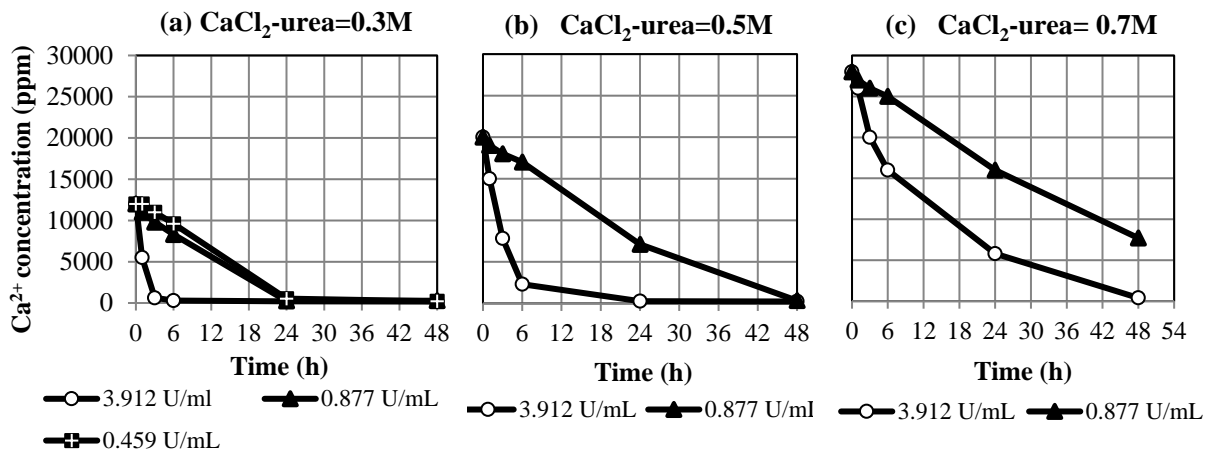 (a) CaCl₂-urea=0.3M
(b) CaCl₂-urea=0.5M
(c) CaCl₂-urea= 0.7M
Ca²⁺ concentration (ppm)
30000
25000
20000
15000
10000
5000
0
0 6 12 18 24 30 36 42 48
0 6 12 18 24 30 36 42 48
0 6 12 18 24 30 36 42 48 54
Time (h)
Time (h)
Time (h)
3.912 U/ml 0.877 U/mL
0.459 U/mL
3.912 U/mL 0.877 U/ml
3.912 U/mL 0.877 U/mL